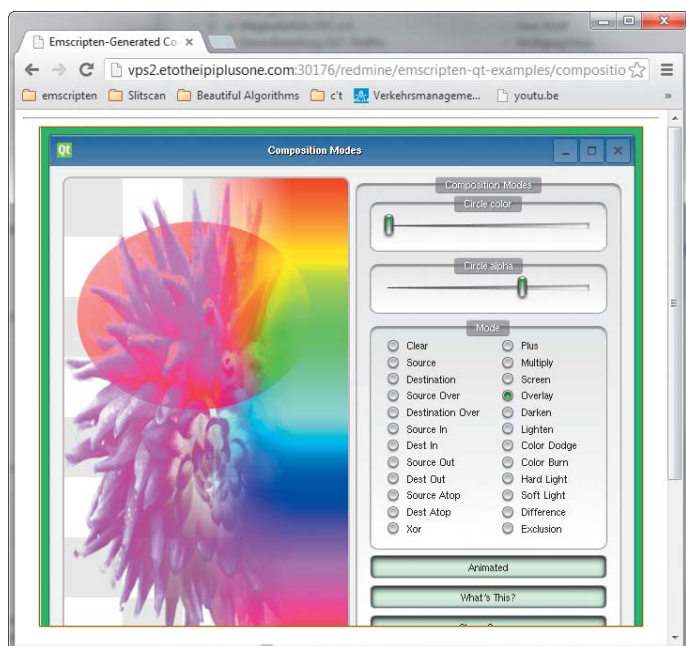 Emscripten-Generated Co
vps2.etotheipiplusone.com:30176/redmine/emscripten-qt-examples/compositio
emscripten Slitscan Beautiful Algorithms c't Verkehrsmanageme... youtu.be »
Qt Composition Modes
Composition Modes
Circle color
Circle alpha
Mode
Clear Plus
Source Multiply
Destination Screen
Source Over Overlay
Destination Over Darken
Source In Lighten
Dest In Color Dodge
Source Out Color Burn
Dest Out Hard Light
Source Atop Soft Light
Dest Atop Difference
Xor Exclusion
Animated
What's This?